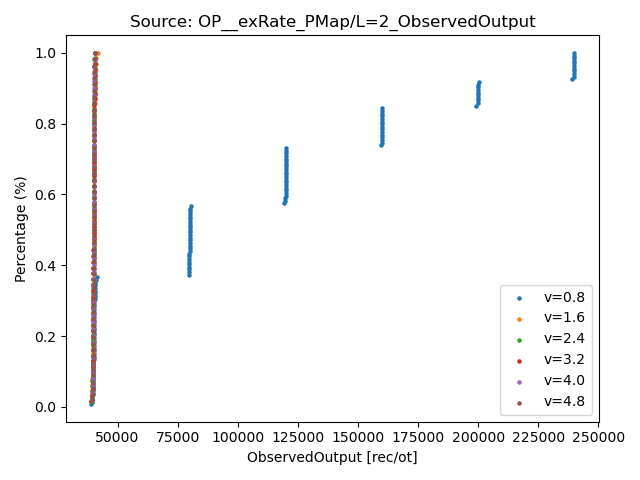 Source: OP__exRate_PMap/L=2_ObservedOutput
1.0
0.8
0.6
0.4
0.2
0.0
Percentage (%)
v=0.8
v=1.6
v=2.4
v=3.2
v=4.0
v=4.8
50000 75000 100000 125000 150000 175000 200000 225000 250000
ObservedOutput [rec/ot]